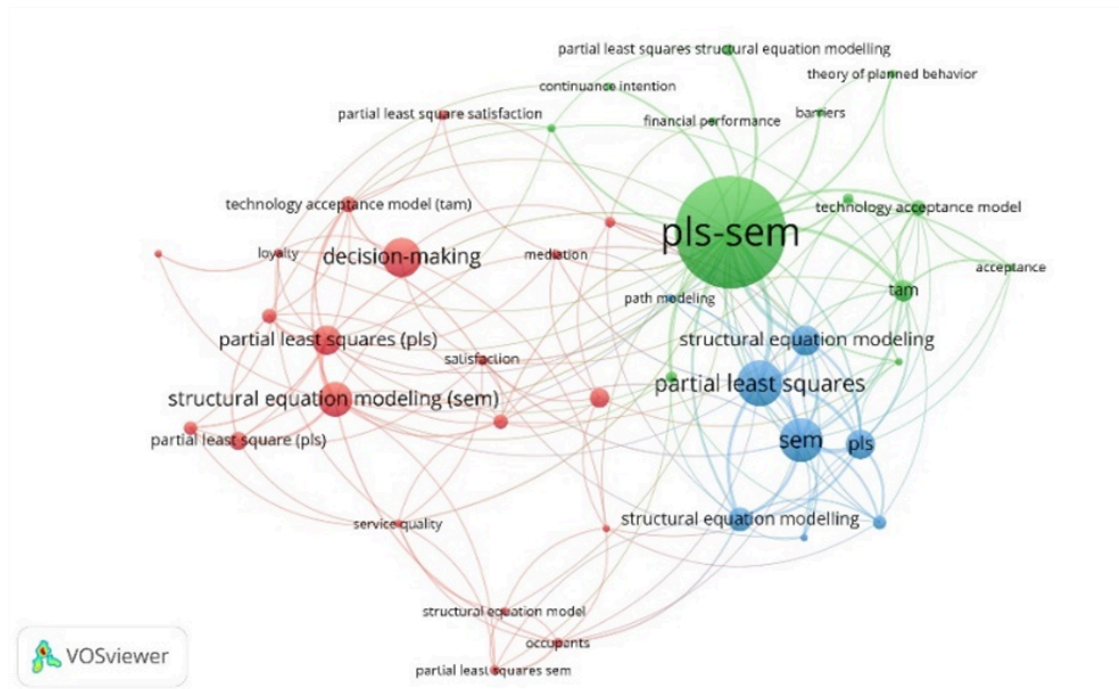 partial least squares structural equation modelling
theory of planned behavior
continuance intention
partial least square satisfaction
financial performance
barriers
technology acceptance model (tam)
technology acceptance model
pls-sem
loyalty
decision-making
mediation
acceptance
tam
path modeling
partial least squares (pls)
structural equation modeling
satisfaction
partial least squares
structural equation modeling (sem)
partial least square (pls)
sem
pls
service quality
structural equation modelling
structural equation model
occupants
partial least squares sem
VOSviewer